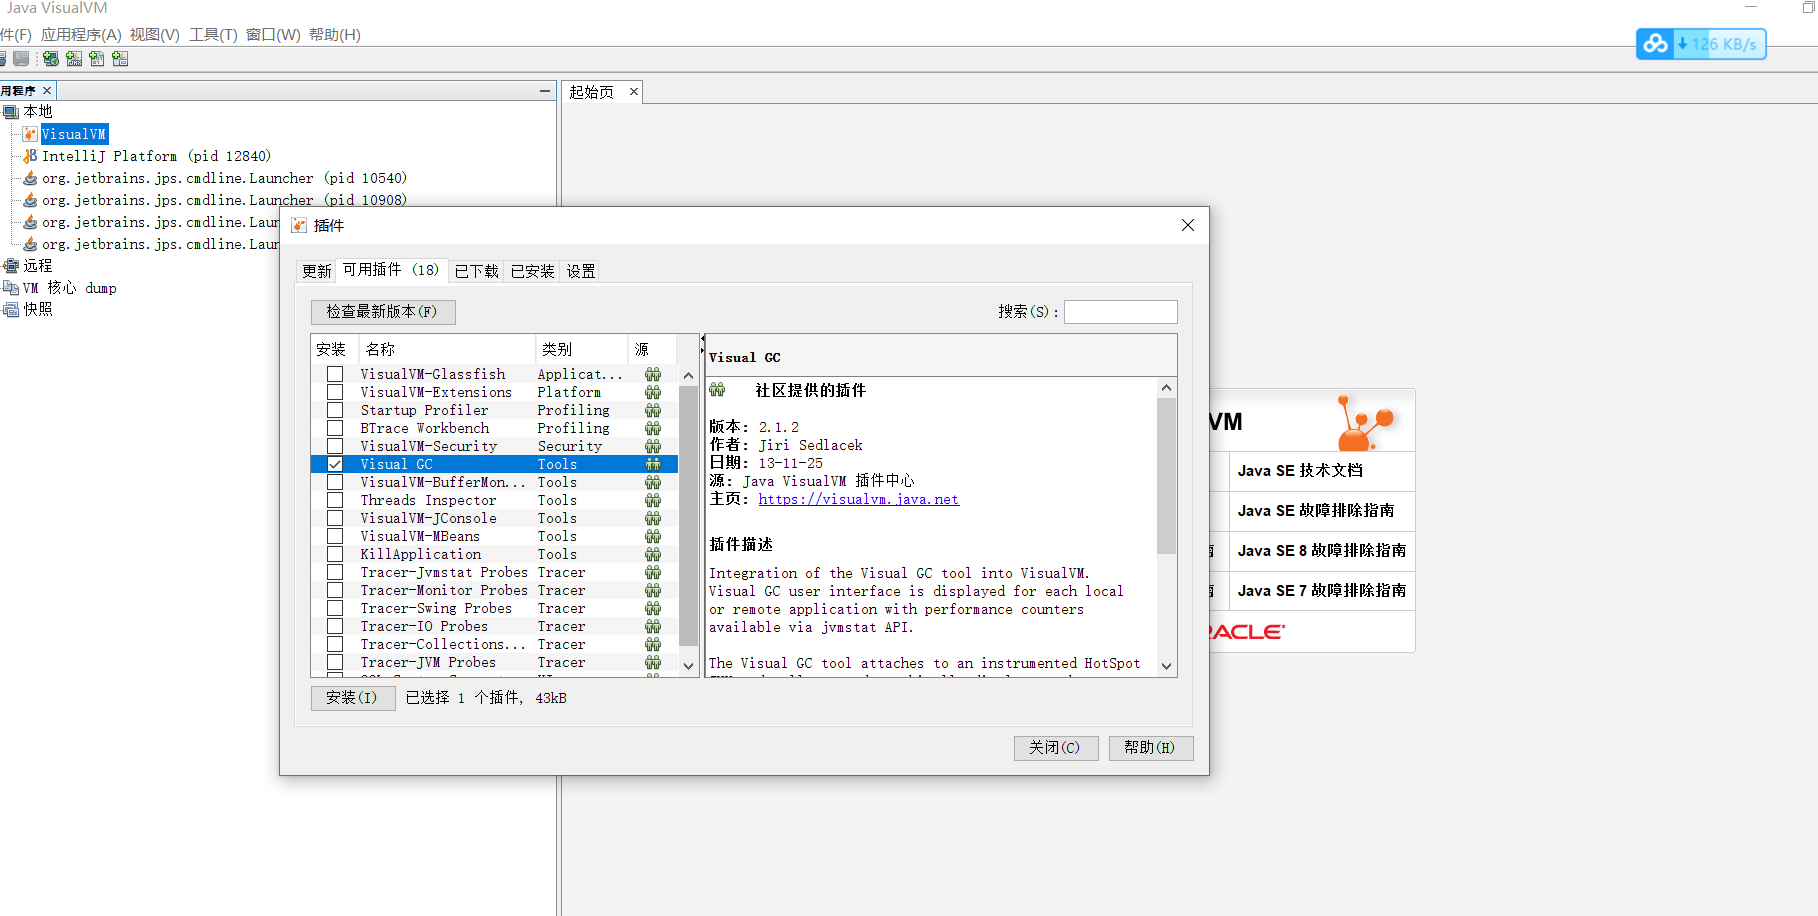 Java VisualVM
件(F) 应用程序(A) 视图(V) 工具(T) 窗口(W) 帮助(H)
126 KB/s
用程序
起始页
本地
VisualVM
IntelliJ Platform (pid 12840)
org.jetbrains.jps.cmdline.Launcher (pid 10540)
org.jetbrains.jps.cmdline.Launcher (pid 10908)
org.jetbrains.jps.cmdline.Laun
org.jetbrains.jps.cmdline.Laun
远程
VM 核心 dump
快照
插件
更新 可用插件 (18) 已下载 已安装 设置
检查最新版本(F)
搜索(S):
安装 名称 类别 源
VisualVM-Glassfish Applicat...
VisualVM-Extensions Platform
Startup Profiler Profiling
BTrace Workbench Profiling
VisualVM-Security Security
Visual GC Tools
VisualVM-BufferMon... Tools
Threads Inspector Tools
VisualVM-JConsole Tools
VisualVM-MBeans Tools
KillApplication Tools
Tracer-Jvmstat Probes Tracer
Tracer-Monitor Probes Tracer
Tracer-Swing Probes Tracer
Tracer-IO Probes Tracer
Tracer-Collections... Tracer
Tracer-JVM Probes Tracer
Visual GC
社区提供的插件
版本: 2.1.2
作者: Jiri Sedlacek
日期: 13-11-25
源: Java VisualVM 插件中心
主页: https://visualvm.java.net
插件描述
Integration of the Visual GC tool into VisualVM.
Visual GC user interface is displayed for each local
or remote application with performance counters
available via jvmstat API.
The Visual GC tool attaches to an instrumented HotSpot
安装(I) 已选择 1 个插件, 43kB
关闭(C) 帮助(H)
VM
Java SE 技术文档
Java SE 故障排除指南
Java SE 8 故障排除指南
Java SE 7 故障排除指南
RACLE